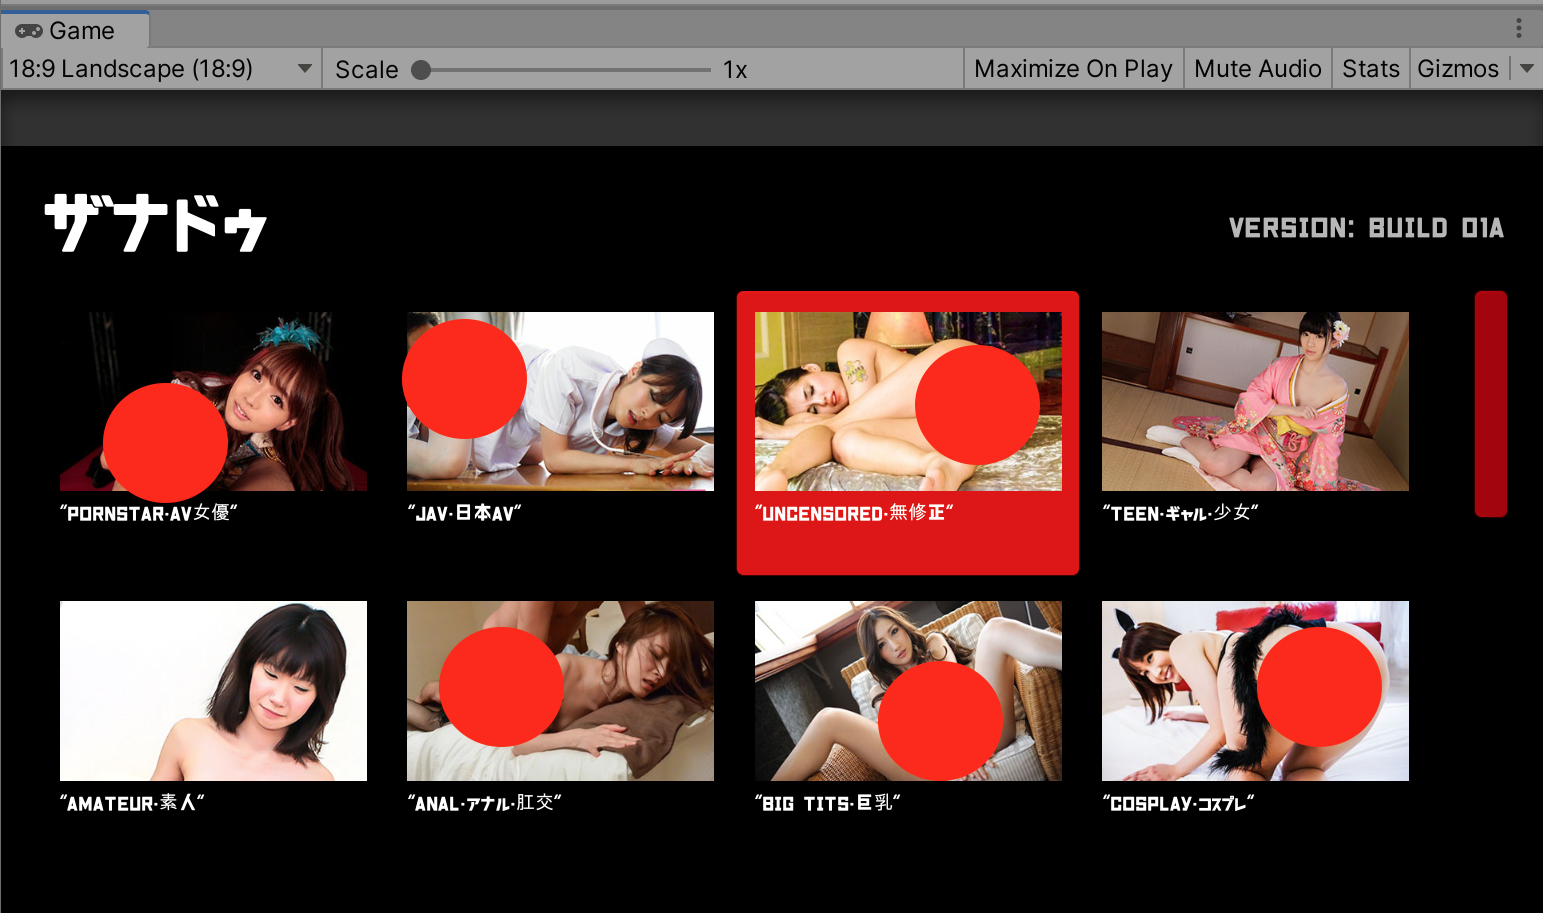 Game
18:9 Landscape (18:9)
Scale
1x
Maximize On Play
Mute Audio
Stats
Gizmos
ザナドゥ
VERSION: BUILD 01A
"PORNSTAR·AV女優"
"JAV·日本AV"
"UNCENSORED·無修正"
"TEEN·ギャル·少女"
"AMATEUR·素人"
"ANAL·アナル·肛交"
"BIG TITS·巨乳"
"COSPLAY·コスプレ"